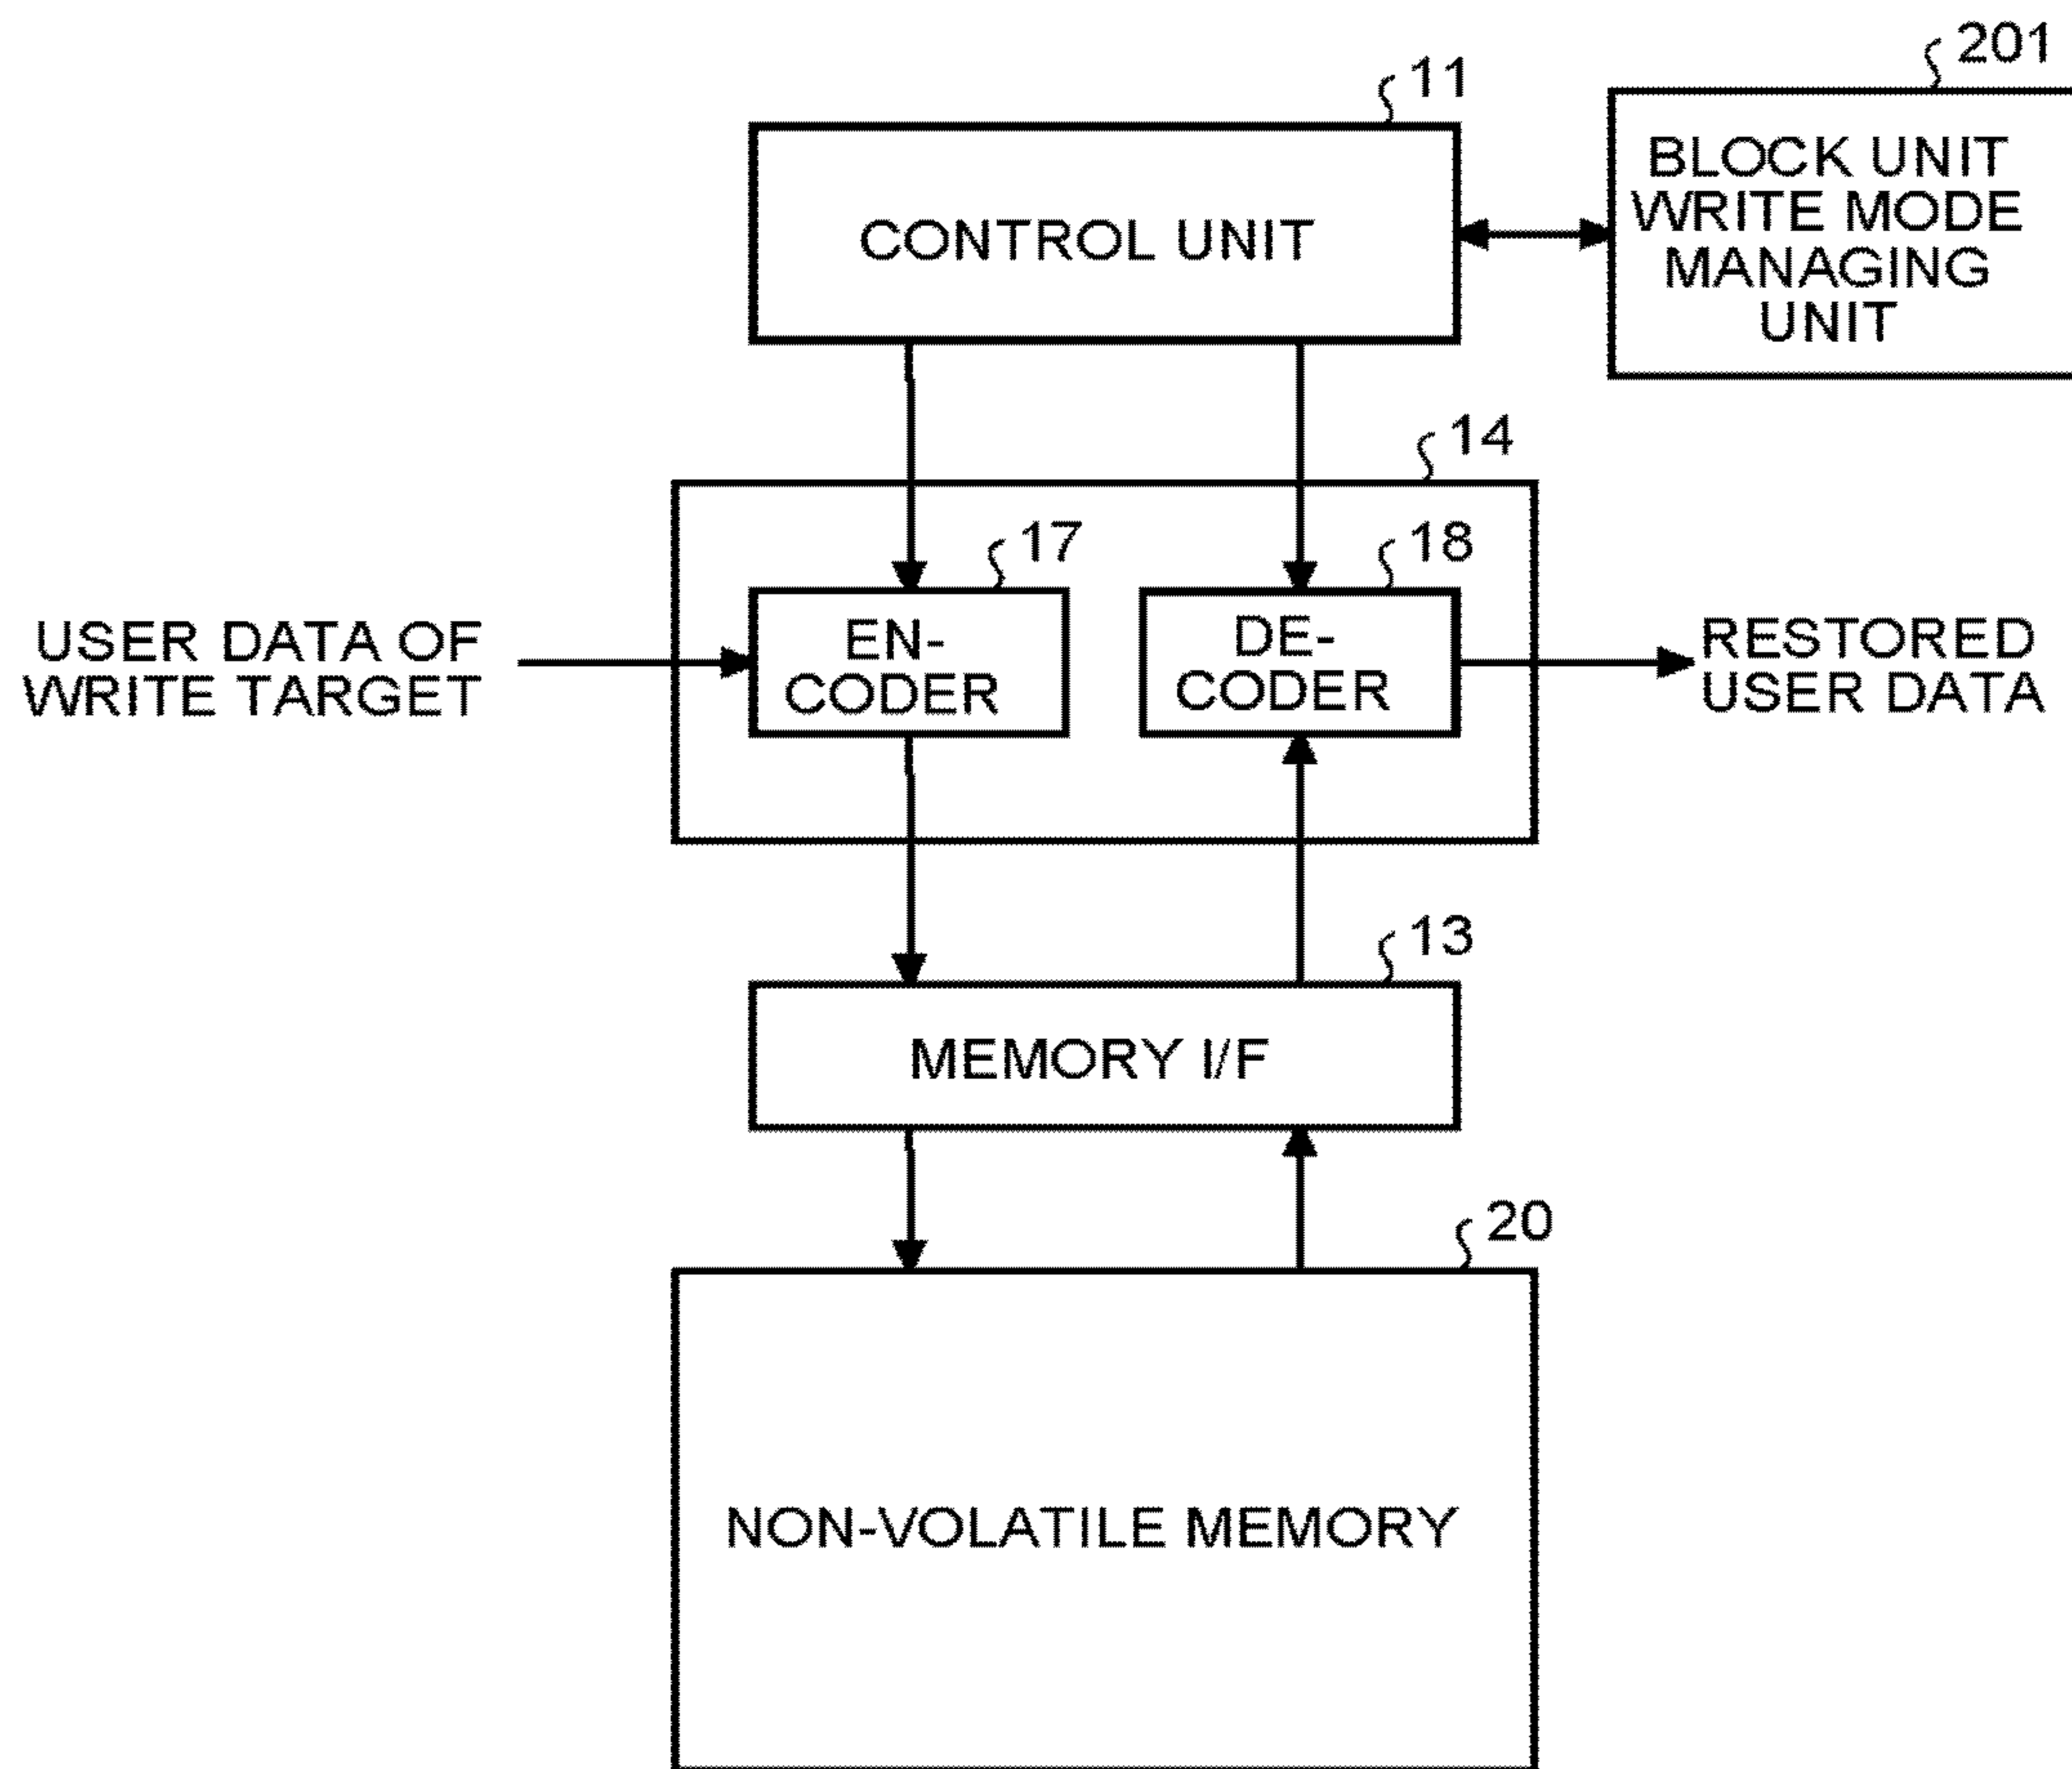 201
11
BLOCK UNIT
WRITE MODE
MANAGING
UNIT
CONTROL UNIT
14
17
18
USER DATA OF
WRITE TARGET
EN-
CODER
DE-
CODER
RESTORED
USER DATA
13
MEMORY I/F
20
NON-VOLATILE MEMORY